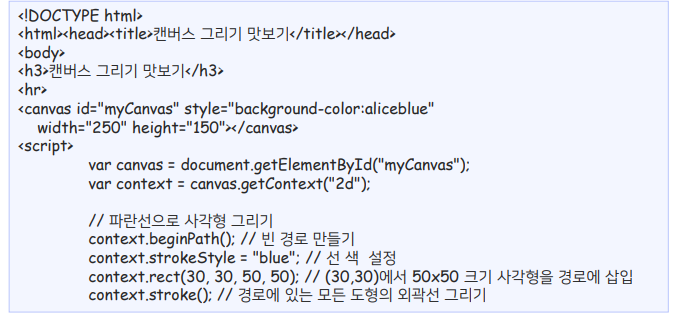 <!DOCTYPE html>
<html><head><title>캔버스 그리기 맛보기</title></head>
<body>
<h3>캔버스 그리기 맛보기</h3>
<hr>
<canvas id="myCanvas" style="background-color:aliceblue"
width="250" height="150"></canvas>
<script>
var canvas = document.getElementById("myCanvas");
var context = canvas.getContext("2d");
// 파란선으로 사각형 그리기
context.beginPath(); // 빈 경로 만들기
context.strokeStyle = "blue"; // 선 색 설정
context.rect(30, 30, 50, 50); // (30,30)에서 50x50 크기 사각형을 경로에 삽입
context.stroke(); // 경로에 있는 모든 도형의 외곽선 그리기